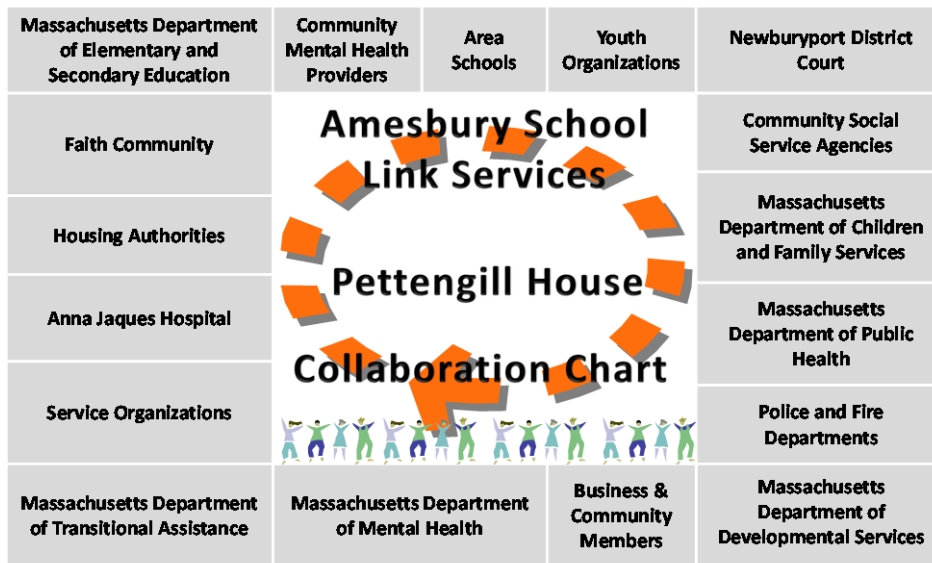 Massachusetts Department
of Elementary and
Secondary Education
Community
Mental Health
Providers
Area
Schools
Youth
Organizations
Newburyport District
Court
Faith Community
Amesbury School
Link Services
Community Social
Service Agencies
Housing Authorities
Massachusetts
Department of Children
and Family Services
Pettengill House
Anna Jaques Hospital
Massachusetts
Department of Public
Health
Collaboration Chart
Service Organizations
Police and Fire
Departments
Massachusetts Department
of Transitional Assistance
Massachusetts Department
of Mental Health
Business &
Community
Members
Massachusetts
Department of
Developmental Services